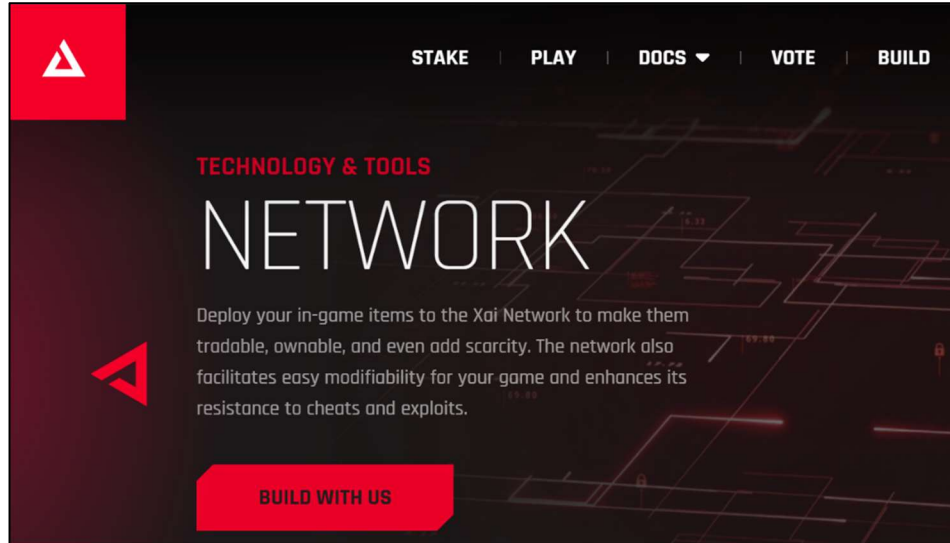 STAKE | PLAY | DOCS | VOTE | BUILD
TECHNOLOGY & TOOLS
NETWORK
Deploy your in-game items to the Xai Network to make them
tradable, ownable, and even add scarcity. The network also
facilitates easy modifiability for your game and enhances its
resistance to cheats and exploits.
BUILD WITH US